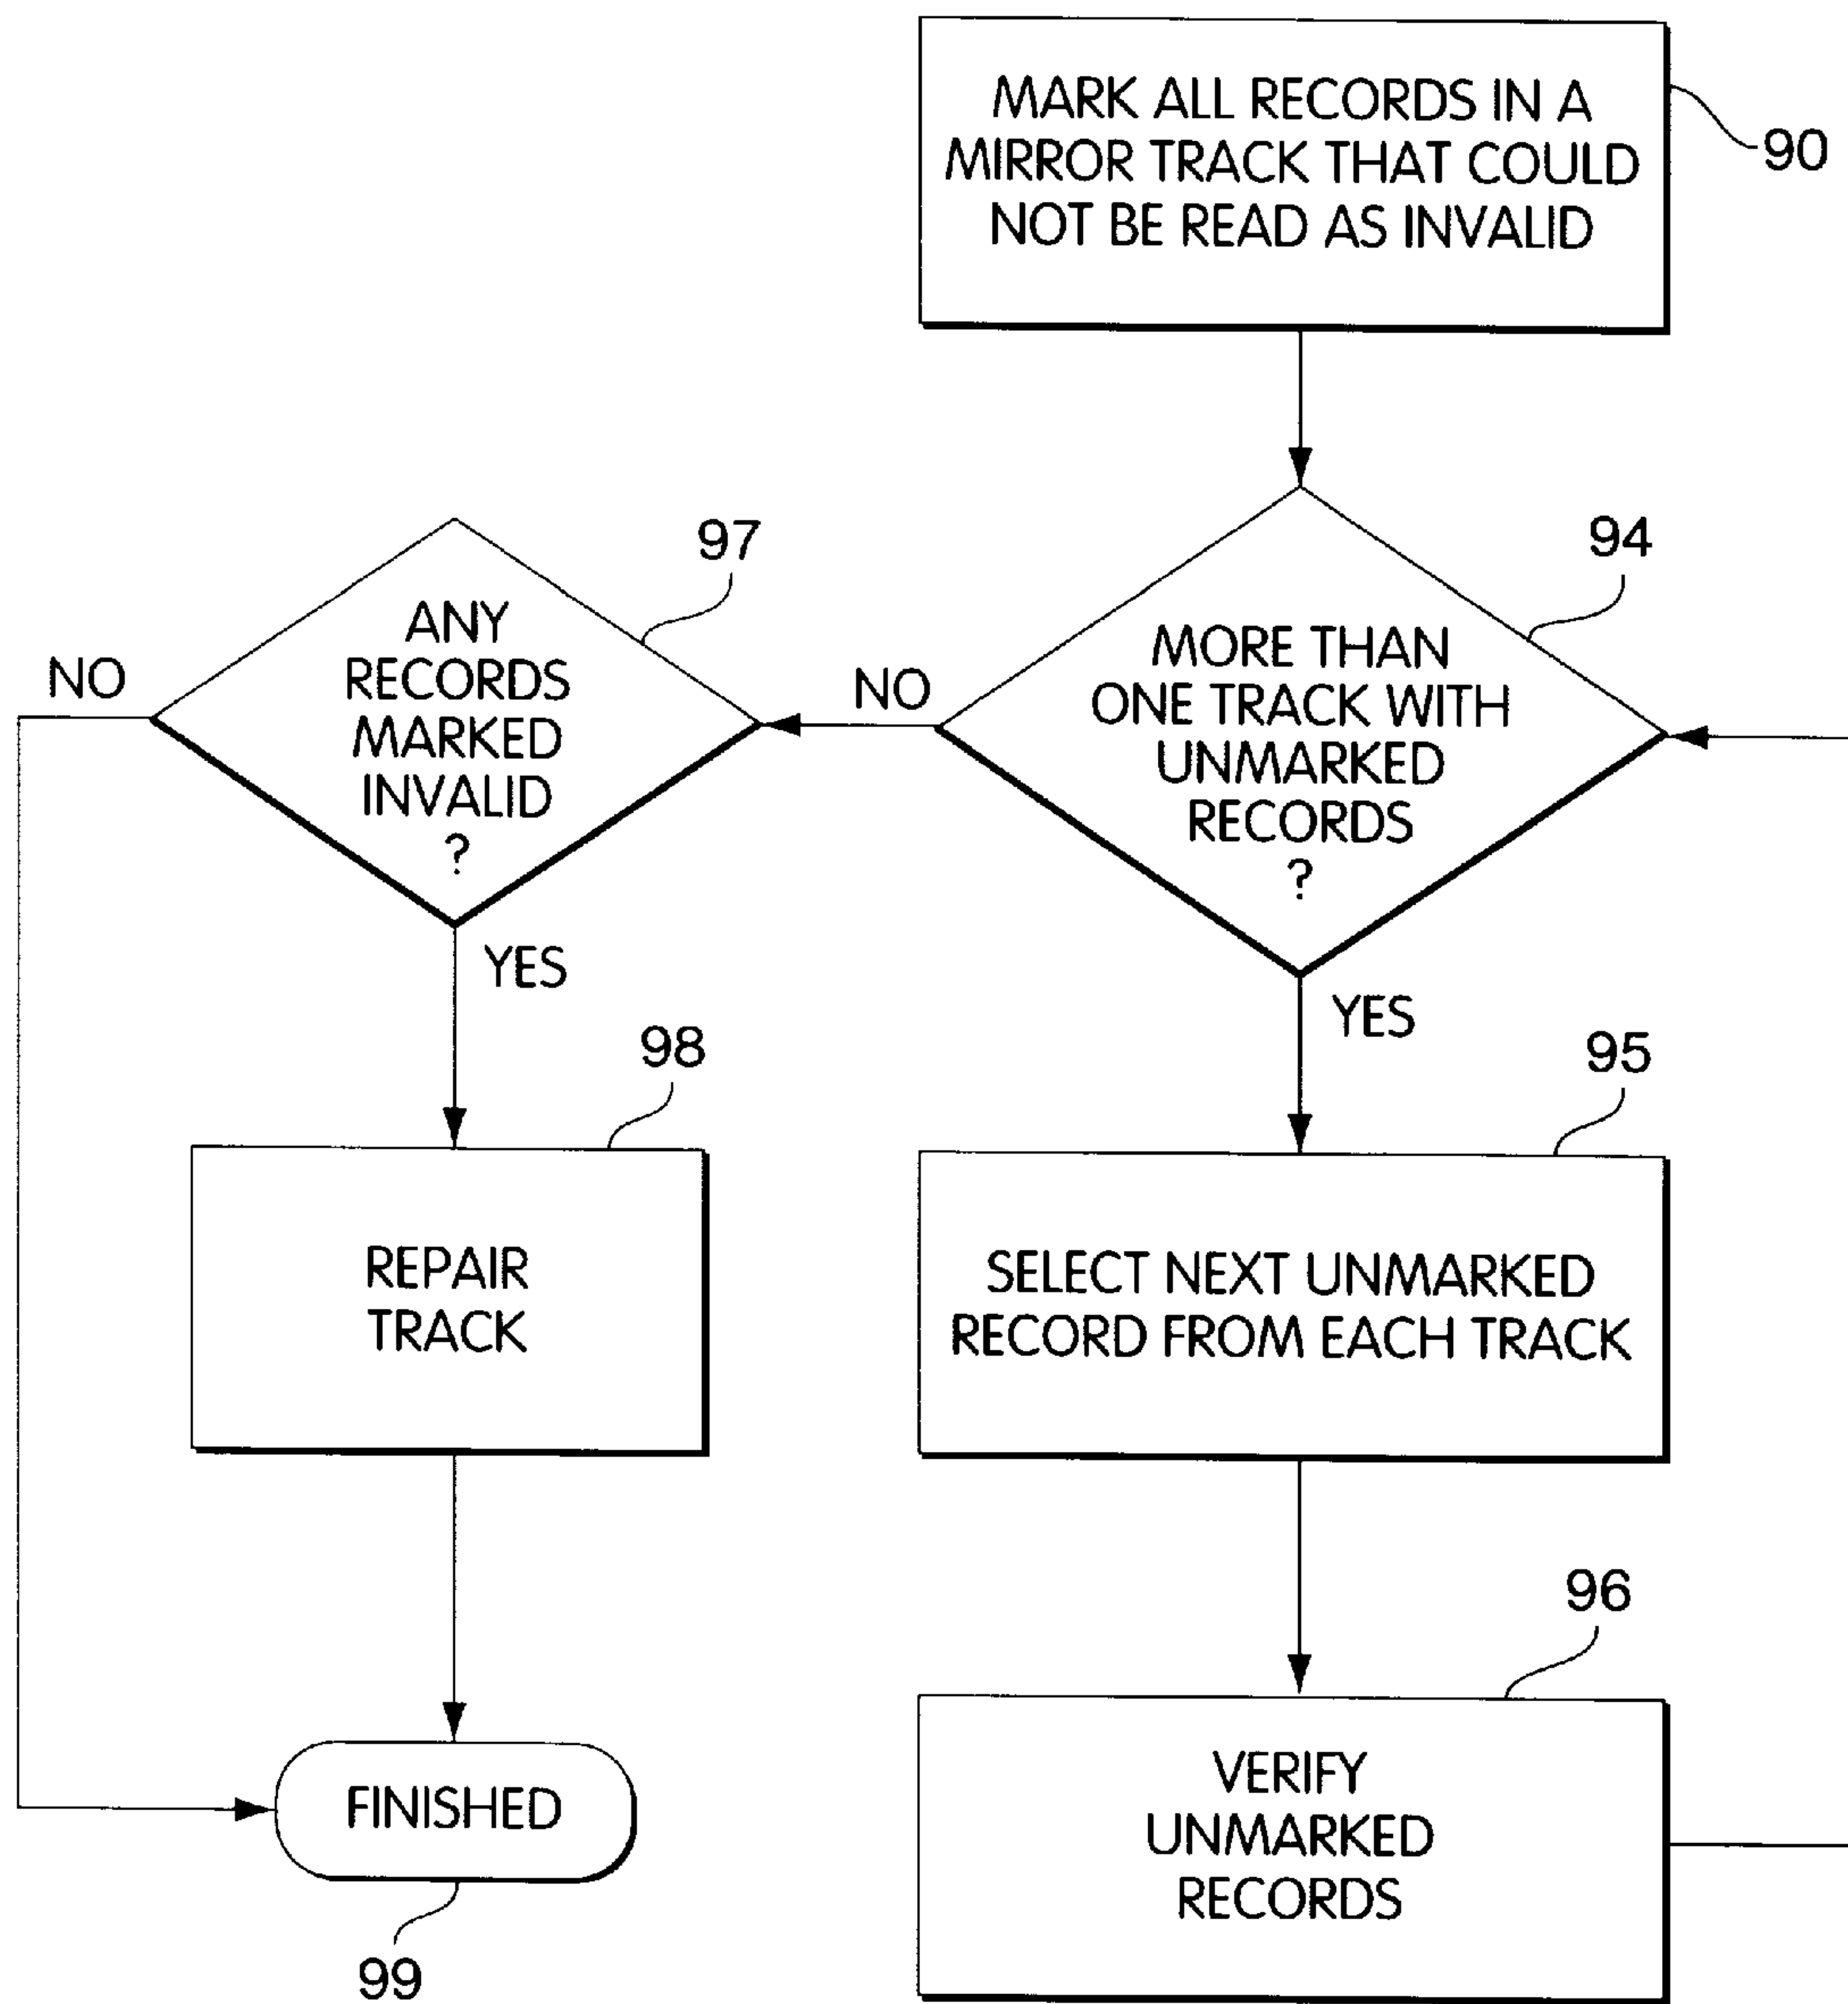 MARK ALL RECORDS IN A
MIRROR TRACK THAT COULD
NOT BE READ AS INVALID
90
94
MORE THAN
ONE TRACK WITH
UNMARKED
RECORDS
?
NO
YES
97
ANY
RECORDS
MARKED
INVALID
?
NO
YES
95
SELECT NEXT UNMARKED
RECORD FROM EACH TRACK
98
REPAIR
TRACK
96
VERIFY
UNMARKED
RECORDS
FINISHED
99